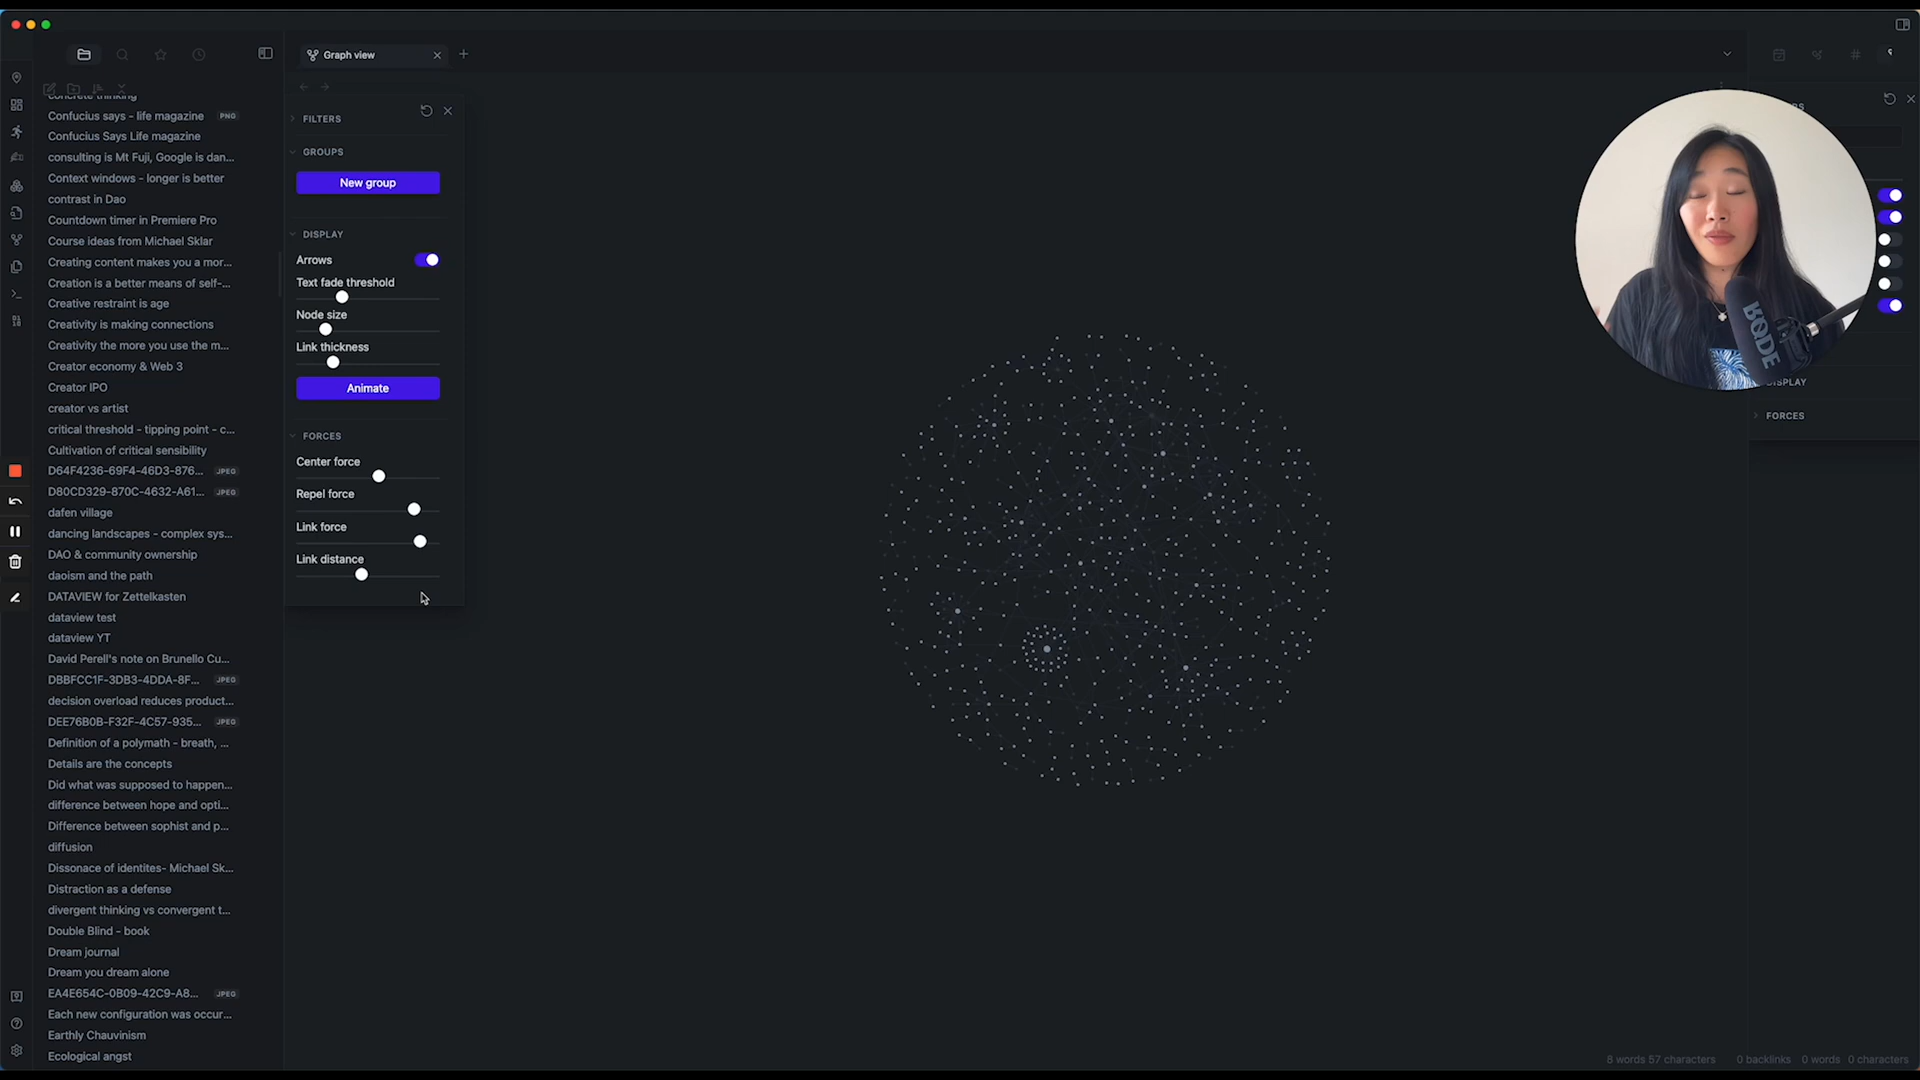 Graph view
concrete thinking
Confucius says - life magazine PNG
Confucius Says Life magazine
consulting is Mt Fuji, Google is dan...
Context windows - longer is better
contrast in Dao
Countdown timer in Premiere Pro
Course ideas from Michael Sklar
Creating content makes you a mor...
Creation is a better means of self-...
Creative restraint is age
Creativity is making connections
Creativity the more you use the m...
Creator economy & Web 3
Creator IPO
creator vs artist
critical threshold - tipping point - c...
Cultivation of critical sensibility
D64F4236-69F4-46D3-876... JPEG
D80CD329-870C-4632-A61... JPEG
dafen village
dancing landscapes - complex sys...
DAO & community ownership
daoism and the path
DATAVIEW for Zettelkasten
dataview test
dataview YT
David Perell's note on Brunello Cu...
DBBFCC1F-3DB3-4DDA-8F... JPEG
decision overload reduces product...
DEE76B0B-F32F-4C57-935... JPEG
Definition of a polymath - breath, ...
Details are the concepts
Did what was supposed to happen...
difference between hope and opti...
Difference between sophist and p...
diffusion
Dissonace of identites- Michael Sk...
Distraction as a defense
divergent thinking vs convergent t...
Double Blind - book
Dream journal
Dream you dream alone
EA4E654C-0B09-42C9-A8... JPEG
Each new configuration was occur...
Earthly Chauvinism
Ecological angst
FILTERS
GROUPS
New group
DISPLAY
Arrows
Text fade threshold
Node size
Link thickness
Animate
FORCES
Center force
Repel force
Link force
Link distance
RODE
DISPLAY
FORCES
8 words 57 characters 0 backlinks 0 words 0 characters